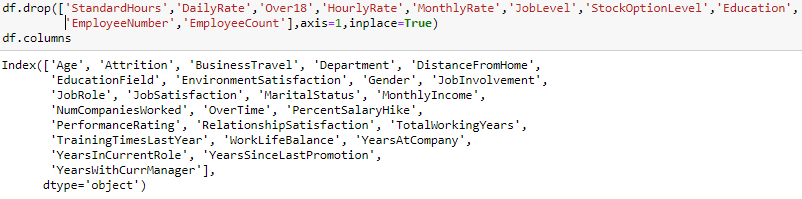 df.drop(['StandardHours','DailyRate','Over18','HourlyRate','MonthlyRate','JobLevel','StockOptionLevel','Education',
'EmployeeNumber','EmployeeCount'],axis=1,inplace=True)
df.columns
Index(['Age', 'Attrition', 'BusinessTravel', 'Department', 'DistanceFromHome',
'EducationField', 'EnvironmentSatisfaction', 'Gender', 'JobInvolvement',
'JobRole', 'JobSatisfaction', 'MaritalStatus', 'MonthlyIncome',
'NumCompaniesWorked', 'OverTime', 'PercentSalaryHike',
'PerformanceRating', 'RelationshipSatisfaction', 'TotalWorkingYears',
'TrainingTimesLastYear', 'WorkLifeBalance', 'YearsAtCompany',
'YearsInCurrentRole', 'YearsSinceLastPromotion',
'YearsWithCurrManager'],
dtype='object')